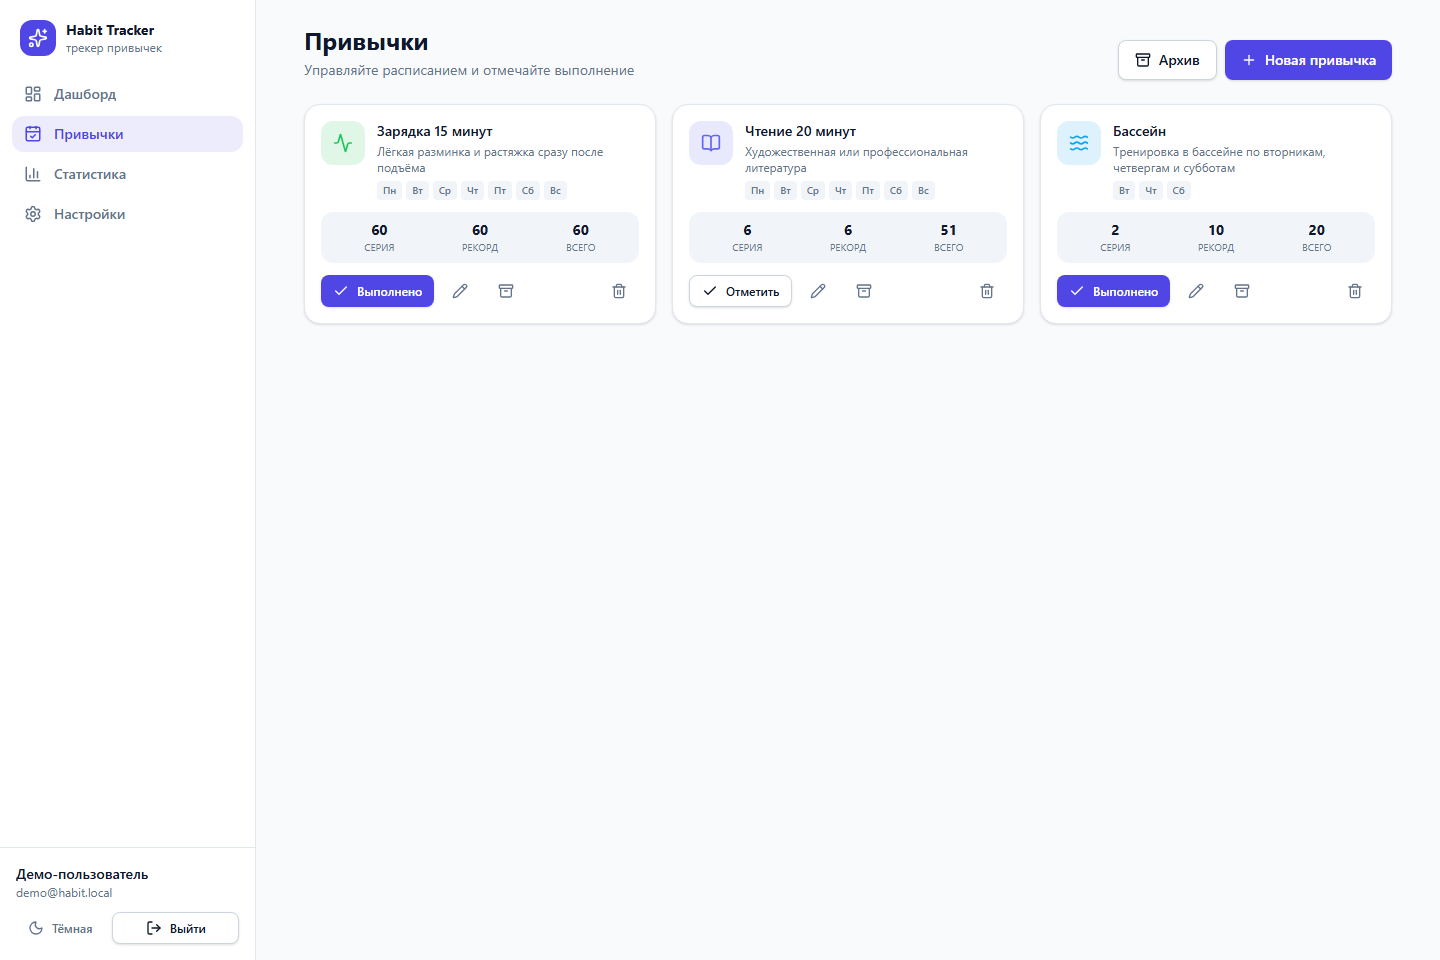 Habit Tracker
трекер привычек
Дашборд
Привычки
Статистика
Настройки
Демо-пользователь
demo@habit.local
Тёмная
Выйти
Привычки
Управляйте расписанием и отмечайте выполнение
Архив
Новая привычка
Зарядка 15 минут
Лёгкая разминка и растяжка сразу после
подъёма
Пн Вт Ср Чт Пт Сб Вс
60 60 60
СЕРИЯ РЕКОРД ВСЕГО
Выполнено
Чтение 20 минут
Художественная или профессиональная
литература
Пн Вт Ср Чт Пт Сб Вс
6 6 51
СЕРИЯ РЕКОРД ВСЕГО
Отметить
Бассейн
Тренировка в бассейне по вторникам,
четвергам и субботам
Вт Чт Сб
2 10 20
СЕРИЯ РЕКОРД ВСЕГО
Выполнено